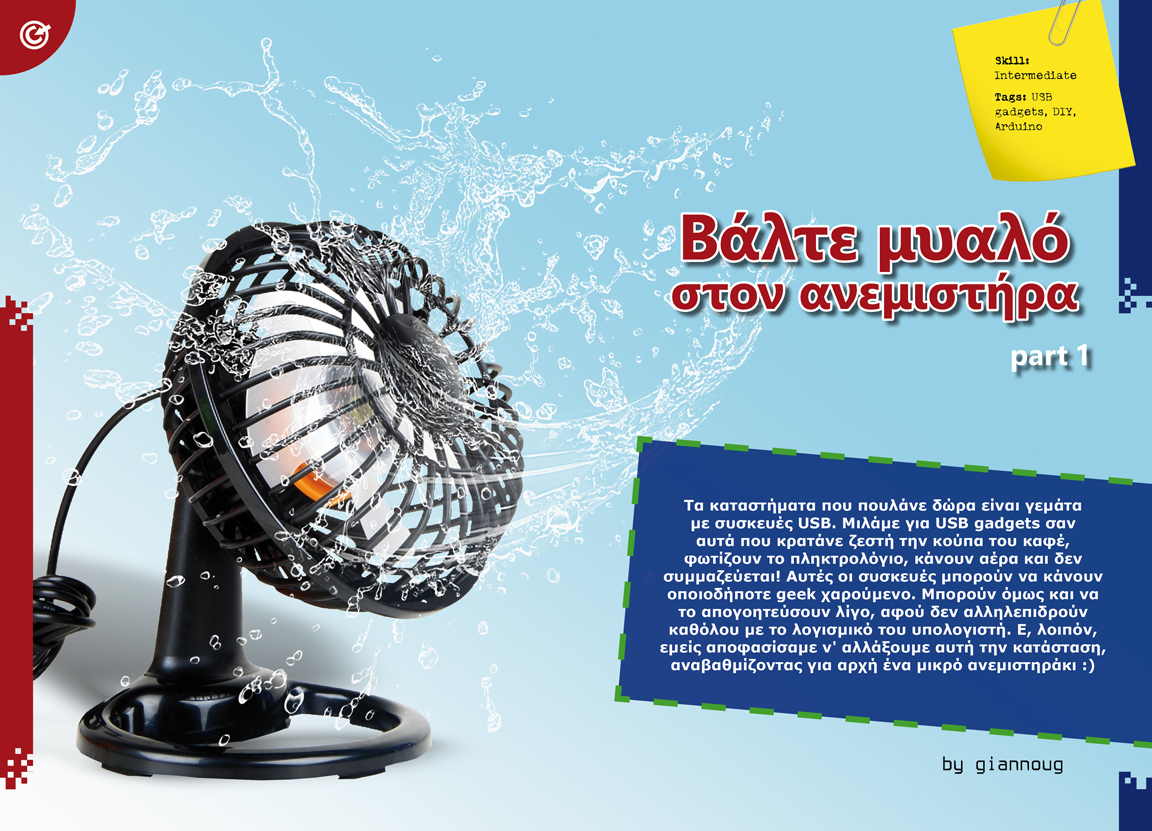 Skill:
Intermediate
Tags: USB
gadgets, DIY,
Arduino
Βάλτε μυαλό
στον ανεμιστήρα
part 1
Τα καταστήματα που πουλάνε δώρα είναι γεμάτα
με συσκευές USB. Μιλάμε για USB gadgets σαν
αυτά που κρατάνε ζεστή την κούπα του καφέ,
φωτίζουν το πληκτρολόγιο, κάνουν αέρα και δεν
συμμαζεύεται! Αυτές οι συσκευές μπορούν να κάνουν
οποιοδήποτε geek χαρούμενο. Μπορούν όμως και να
το απογοητεύσουν λίγο, αφού δεν αλληλεπιδρούν
καθόλου με το λογισμικό του υπολογιστή. Ε, λοιπόν,
εμείς αποφασίσαμε ν' αλλάξουμε αυτή την κατάσταση,
αναβαθμίζοντας για αρχή ένα μικρό ανεμιστηράκι :)
by giannoug